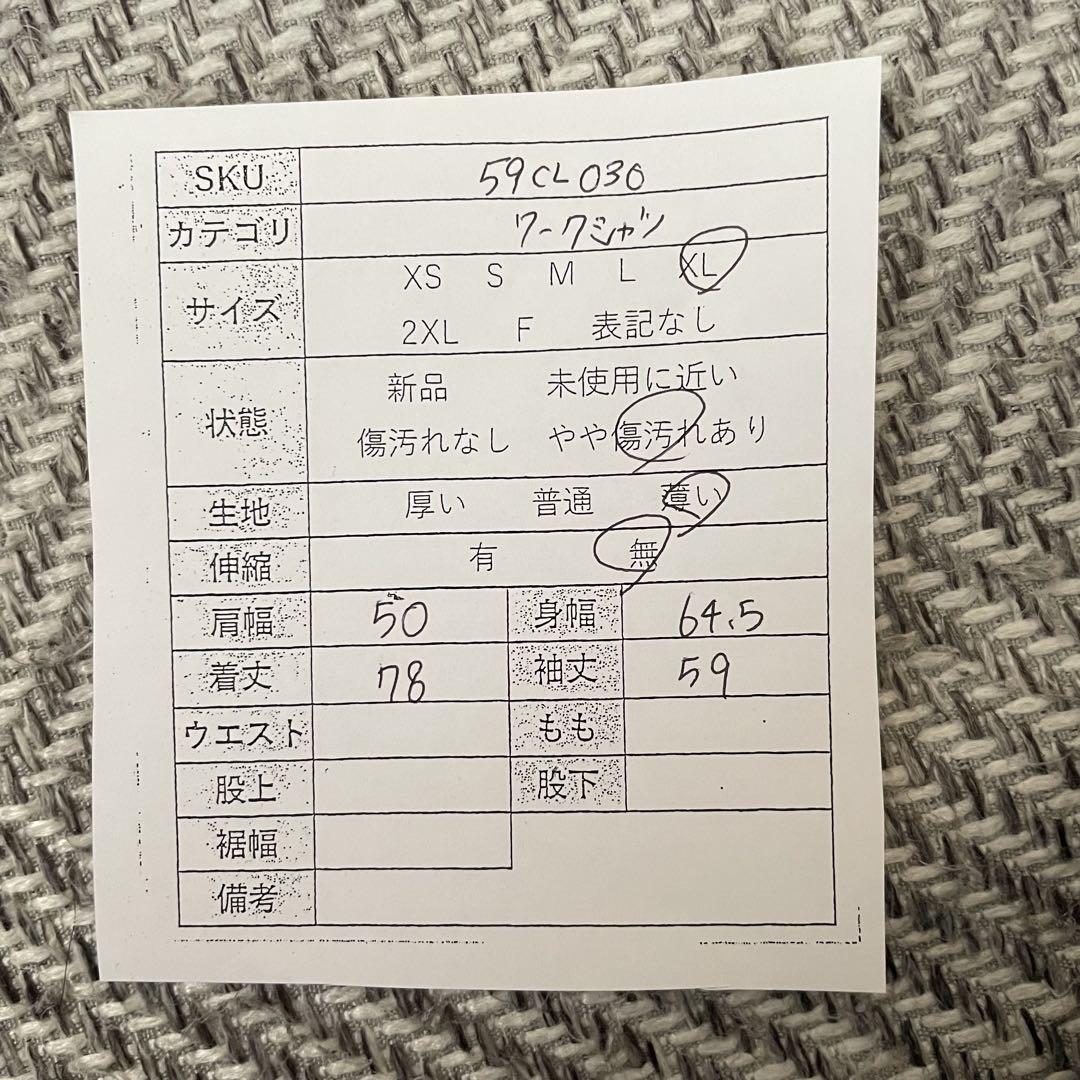 SKU 59CL030
カテゴリ ワークシャツ
サイズ XS S M L XL
2XL F 表記なし
状態 新品 未使用に近い
傷汚れなし やや傷汚れあり
生地 厚い 普通 薄い
伸縮 有 無
肩幅 50 身幅 64.5
着丈 78 袖丈 59
ウエスト もも
股上 股下
裾幅
備考